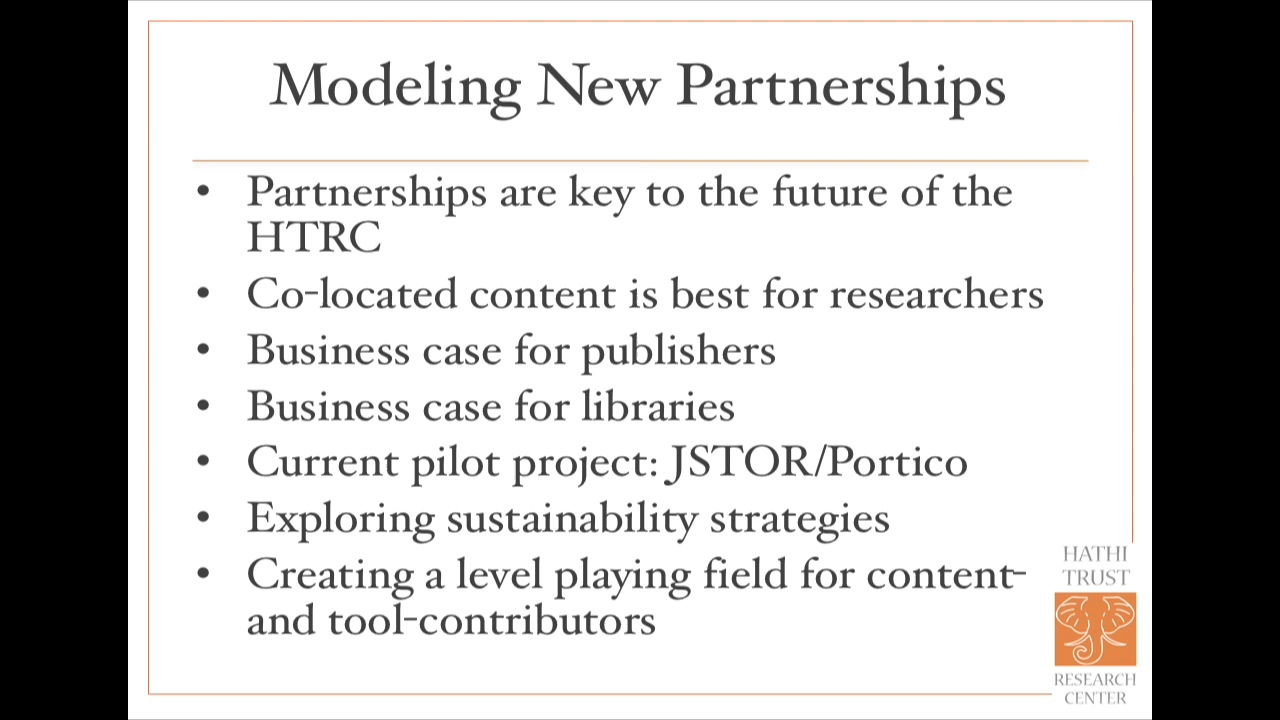 Modeling New Partnerships
• Partnerships are key to the future of the
HTRC
• Co-located content is best for researchers
• Business case for publishers
• Business case for libraries
• Current pilot project: JSTOR/Portico
• Exploring sustainability strategies
• Creating a level playing field for content-
and tool-contributors
HATHI
TRUST
RESEARCH
CENTER